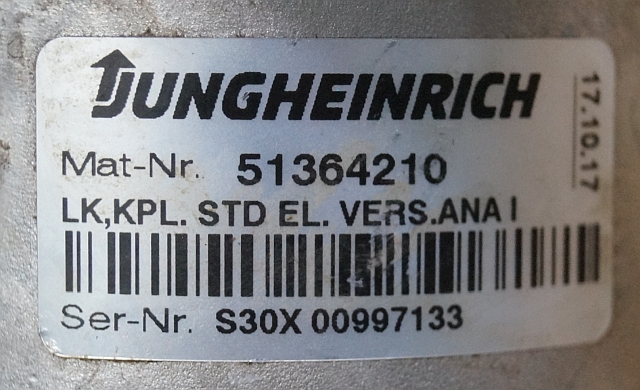 JUNGHEINRICH
17.10.17
Mat-Nr. 51364210
LK,KPL. STD EL. VERS.ANA I
Ser-Nr. S30X 00997133